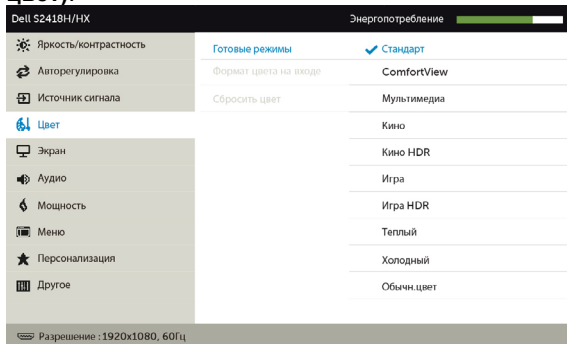 цвет).
Dell S2418H/HX Энергопотребление
Яркость/контрастность Готовые режимы Стандарт
Авторегулировка Формат цвета на входе ComfortView
Источник сигнала Сбросить цвет Мультимедиа
Цвет Кино
Экран Кино HDR
Аудио Игра
Мощность Игра HDR
Меню Теплый
Персонализация Холодный
Другое Обычн.цвет
Разрешение : 1920x1080, 60Гц